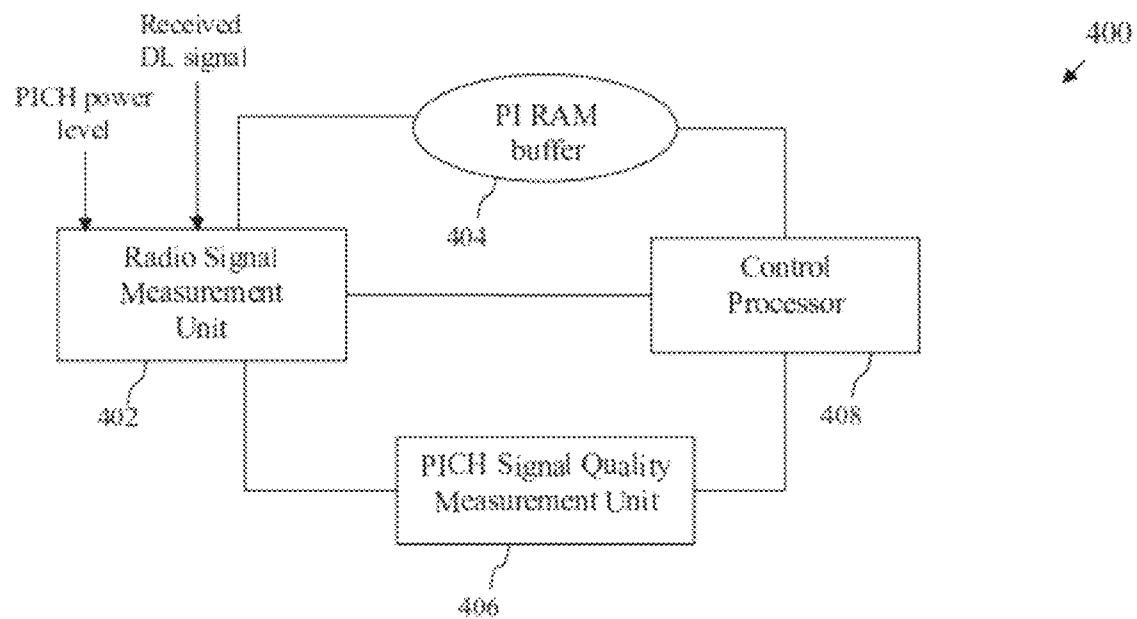 Received
DL signal
400
PICH power
level
PI RAM
buffer
404
Radio Signal
Measurement
Unit
Control
Processor
402
408
PICH Signal Quality
Measurement Unit
406